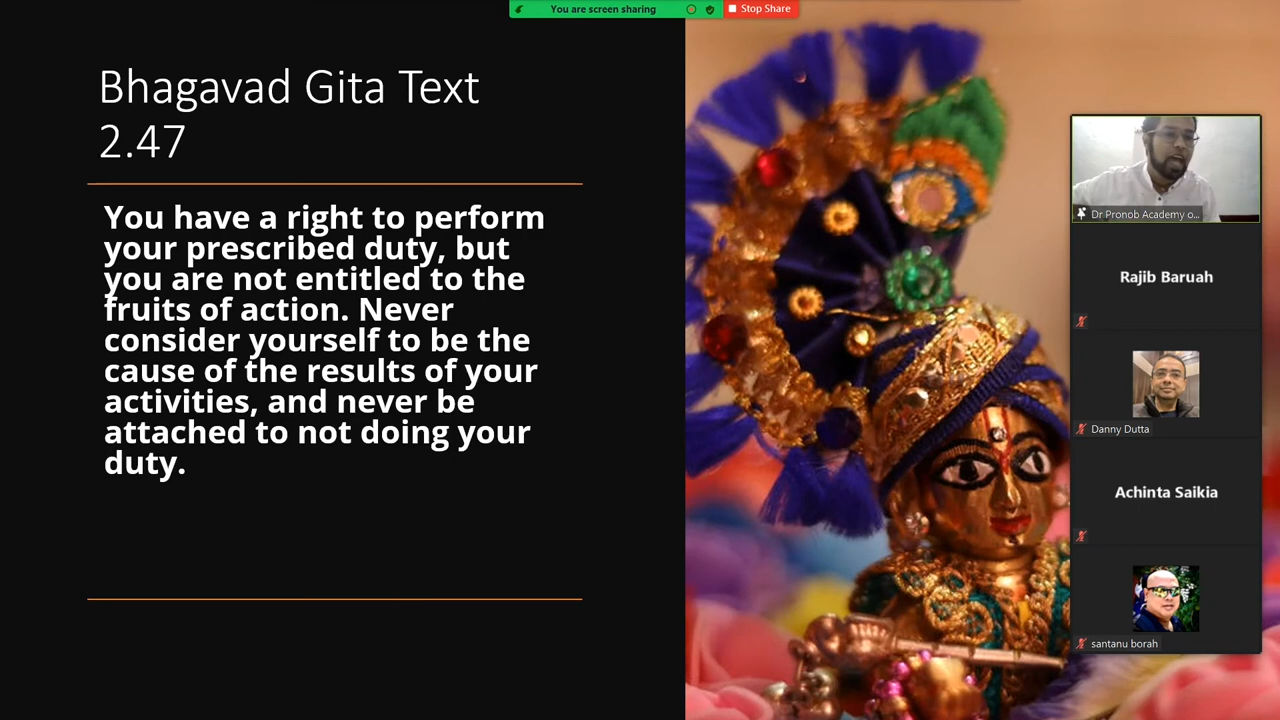 You are screen sharing
Stop Share
Bhagavad Gita Text
2.47
You have a right to perform
your prescribed duty, but
you are not entitled to the
fruits of action. Never
consider yourself to be the
cause of the results of your
activities, and never be
attached to not doing your
duty.
Dr Pronob Academy o...
Rajib Baruah
Danny Dutta
Achinta Saikia
santanu borah